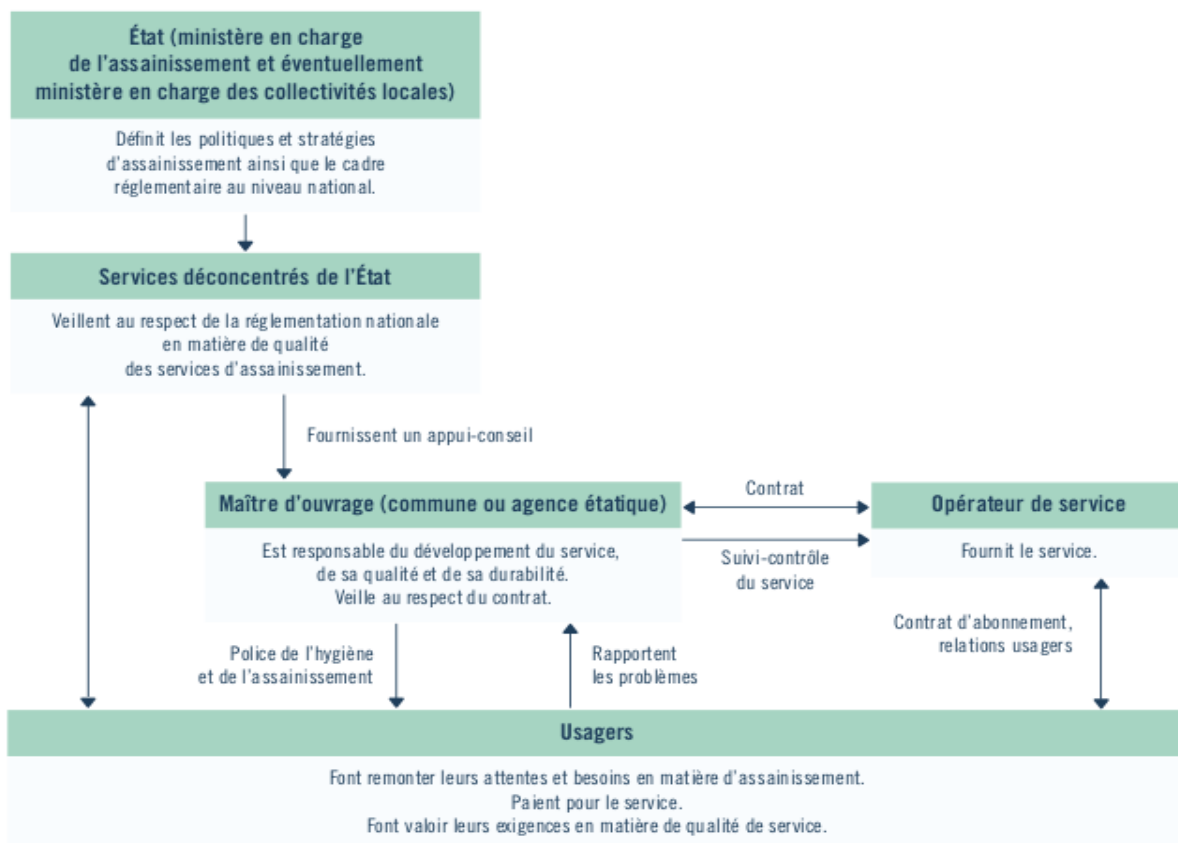 État (ministère en charge
de l'assainissement et éventuellement
ministère en charge des collectivités locales)
Définit les politiques et stratégies
d'assainissement ainsi que le cadre
réglementaire au niveau national.
Services déconcentrés de l'État
Veillent au respect de la réglementation nationale
en matière de qualité
des services d'assainissement.
Fournissent un appui-conseil
Maître d'ouvrage (commune ou agence étatique)
Est responsable du développement du service,
de sa qualité et de sa durabilité.
Veille au respect du contrat.
Contrat
Suivi-contrôle
du service
Opérateur de service
Fournit le service.
Contrat d'abonnement,
relations usagers
Police de l'hygiène
et de l'assainissement
Rapportent
les problèmes
Usagers
Font remonter leurs attentes et besoins en matière d'assainissement.
Paient pour le service.
Font valoir leurs exigences en matière de qualité de service.